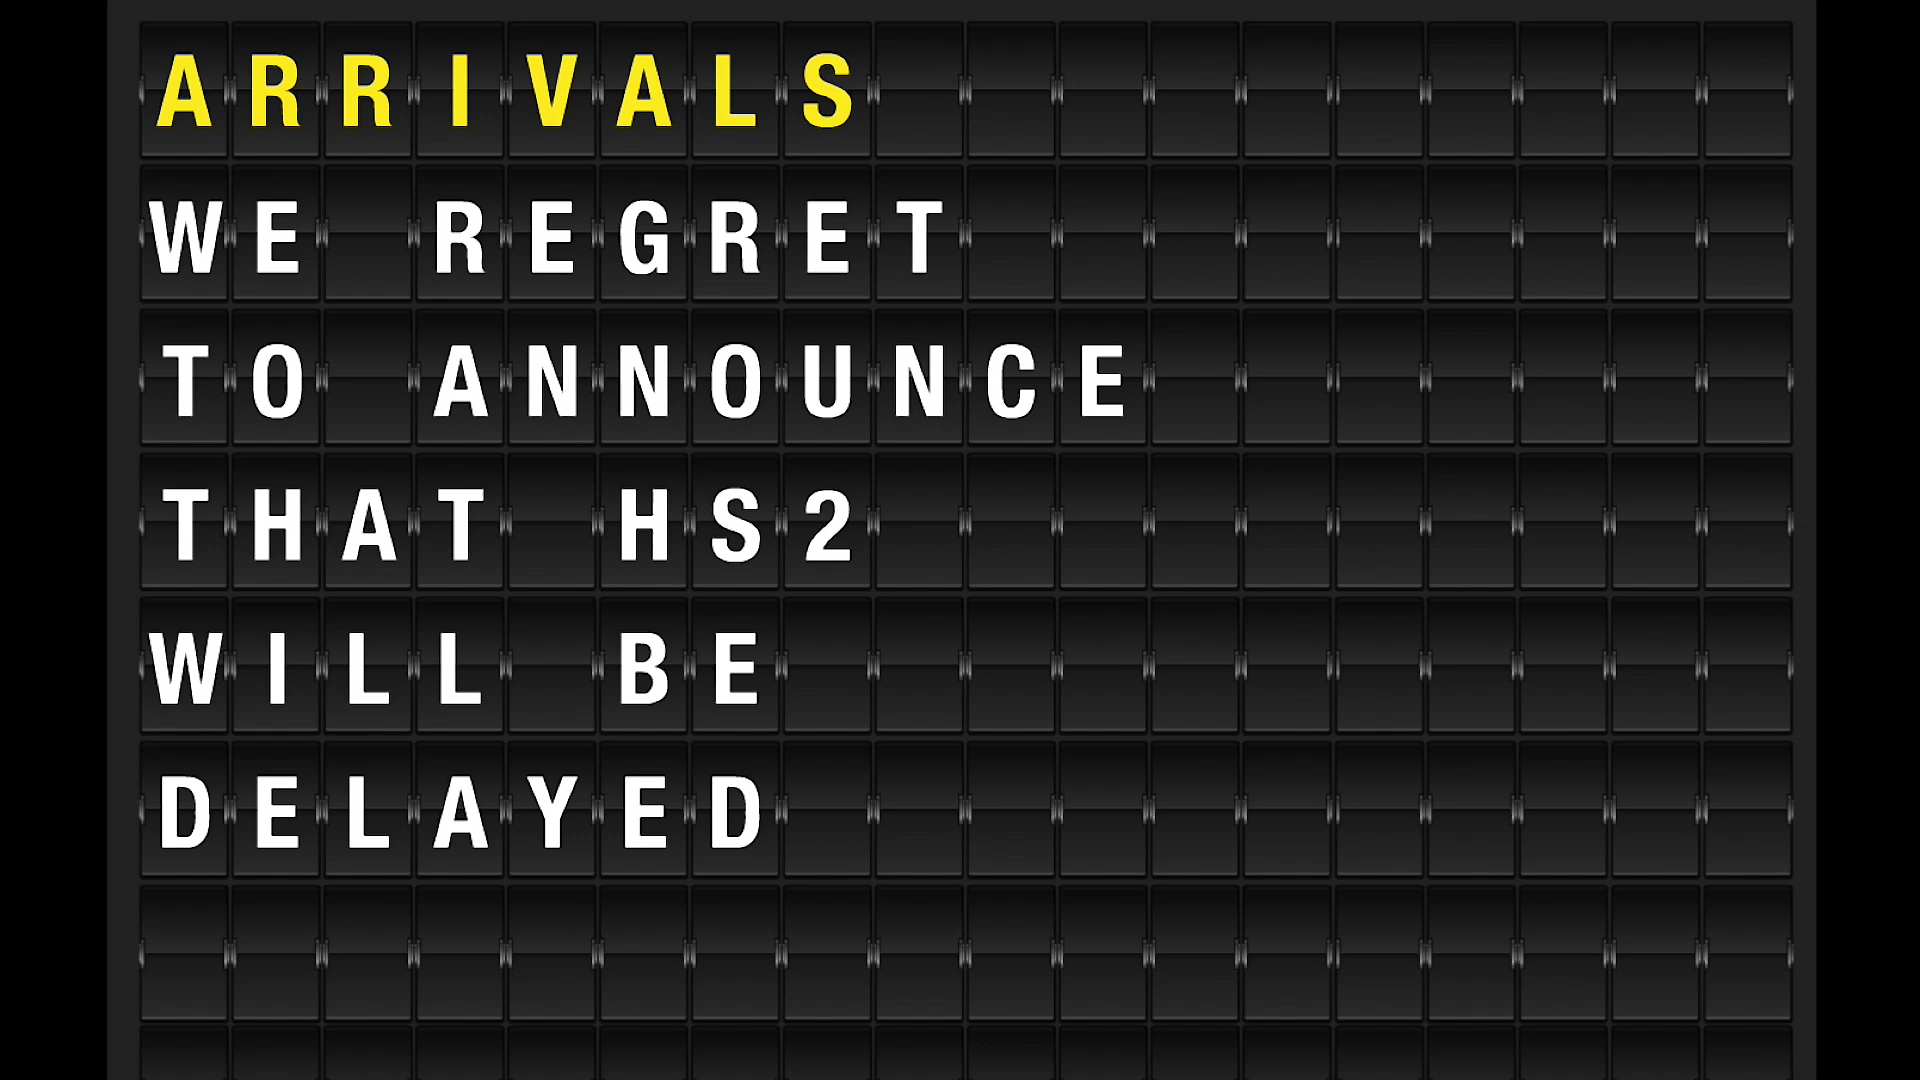 ARRIVALS
WE REGRET
TO ANNOUNCE
THAT HS2
WILL BE
DELAYED